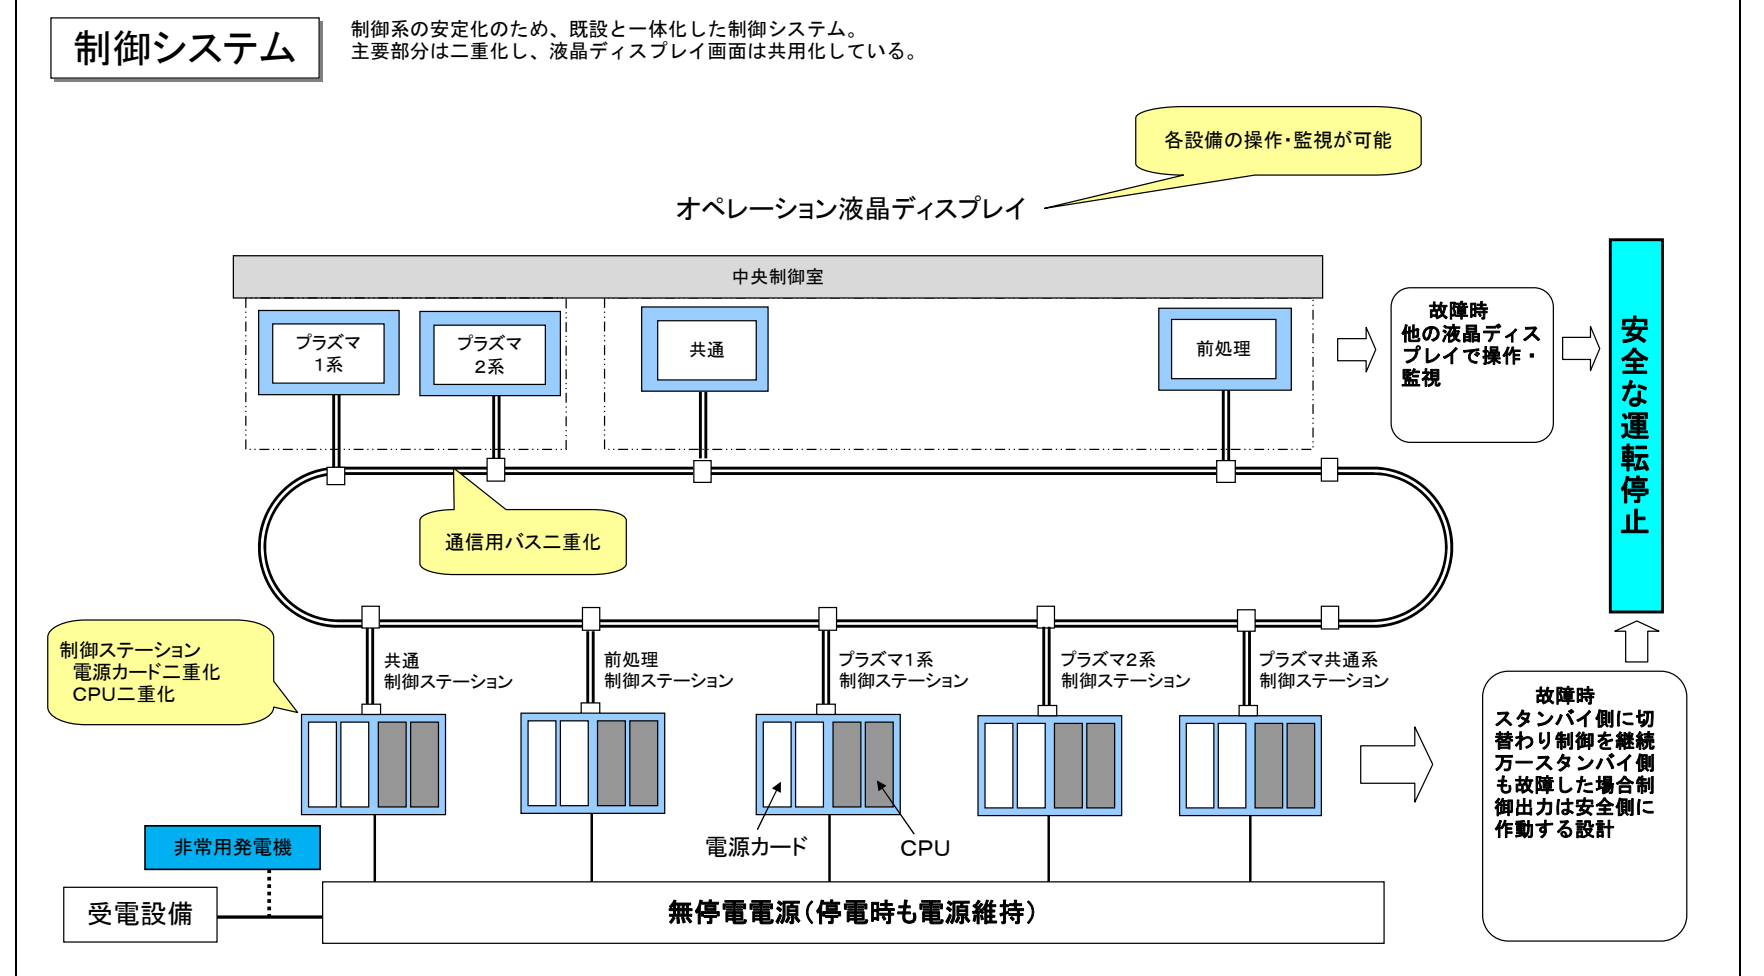 制御システム
制御系の安定化のため、既設と一体化した制御システム。
主要部分は二重化し、液晶ディスプレイ画面は共用化している。
各設備の操作・監視が可能
オペレーション液晶ディスプレイ
中央制御室
プラズマ
1系
プラズマ
2系
共通
前処理
故障時
他の液晶ディス
プレイで操作・
監視
安全な運転停止
通信用バス二重化
制御ステーション
電源カード二重化
CPU二重化
共通
制御ステーション
前処理
制御ステーション
プラズマ1系
制御ステーション
プラズマ2系
制御ステーション
プラズマ共通系
制御ステーション
故障時
スタンバイ側に切
替わり制御を継続
万一スタンバイ側
も故障した場合制
御出力は安全側に
作動する設計
電源カード
CPU
非常用発電機
受電設備
無停電電源(停電時も電源維持)